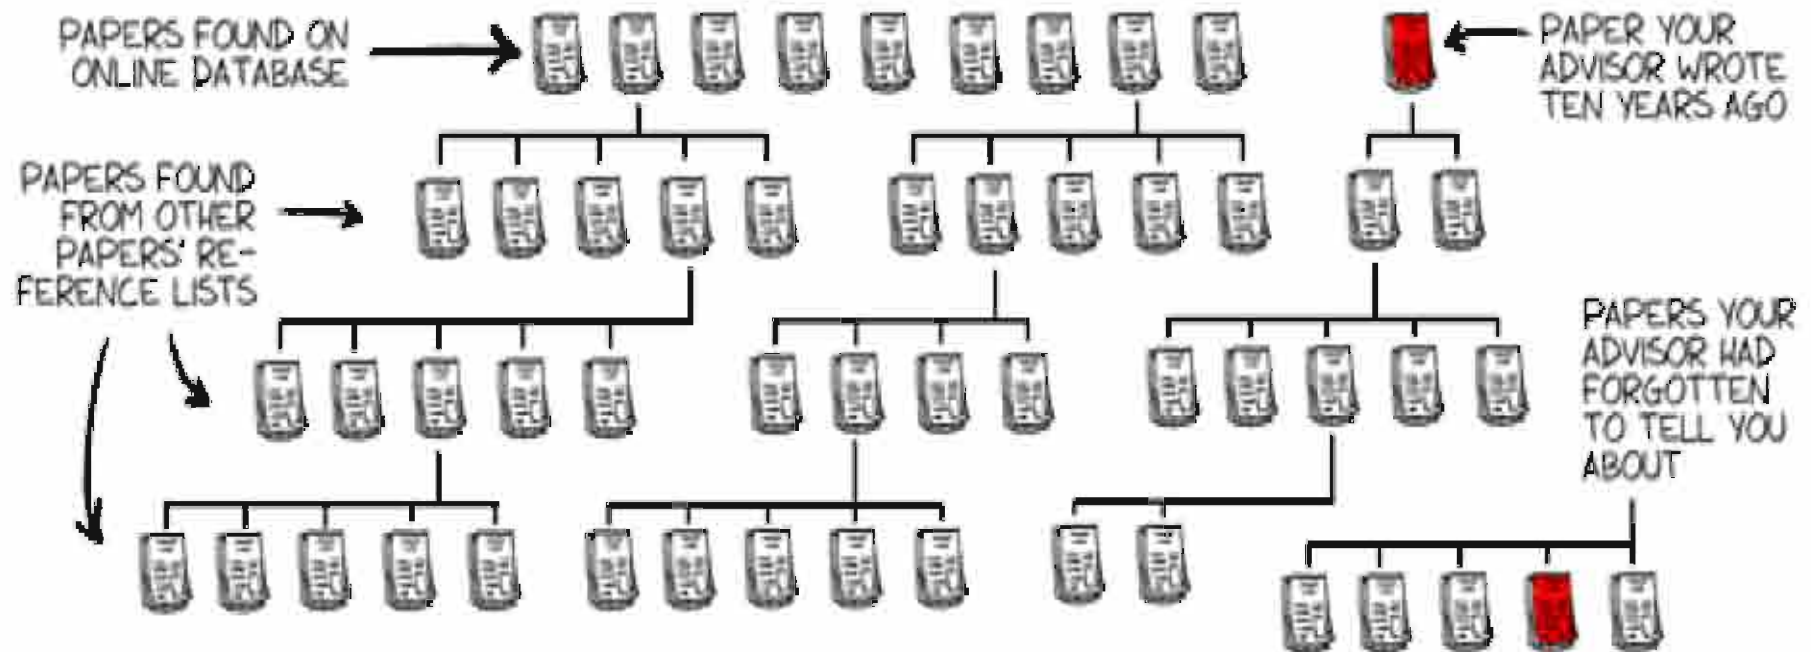 PAPERS FOUND ON
ONLINE DATABASE
PAPER YOUR
ADVISOR WROTE
TEN YEARS AGO
PAPERS FOUND
FROM OTHER
PAPERS' RE-
FERENCE LISTS
PAPERS YOUR
ADVISOR HAD
FORGOTTEN
TO TELL YOU
ABOUT